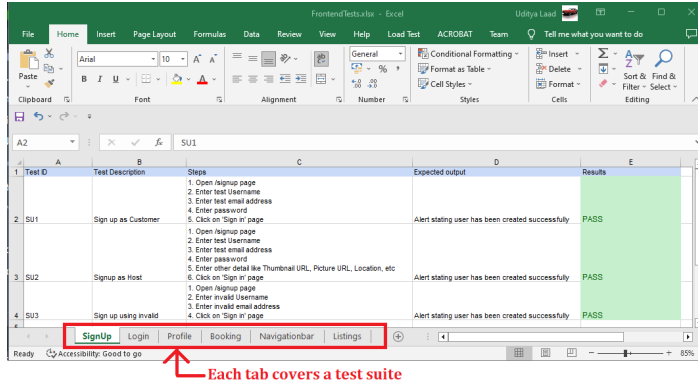 FrontendTests.xlsx - Excel
Uditya Laad
File Home Insert Page Layout Formulas Data Review View Help Load Test ACROBAT Team Tell me what you want to do
Paste
Arial
10
A A
B I U
General
% ,
Conditional Formatting
Format as Table
Cell Styles
Insert
Delete
Format
Sort & Find &
Filter Select
Clipboard Font Alignment Number Styles Cells Editing
A2 fx SU1
A B C D E
1 Test ID Test Description Steps Expected output Results
1. Open /signup page
2. Enter test Username
3. Enter test email address
4. Enter password
2 SU1 Sign up as Customer 5. Click on 'Sign in' page Alert stating user has been created successfully PASS
1. Open /signup page
2. Enter test Username
3. Enter test email address
4. Enter password
5. Enter other detail like Thumbnail URL, Picture URL, Location, etc
3 SU2 Signup as Host 6. Click on 'Sign in' page Alert stating user has been created successfully PASS
1. Open /signup page
2. Enter invalid Username
3. Enter invalid email address
4 SU3 Sign up using invalid 4. Click on 'Sign in' page Alert stating user has been created successfully PASS
SignUp Login Profile Booking Navigationbar Listings
Ready Accessibility: Good to go 85%
Each tab covers a test suite